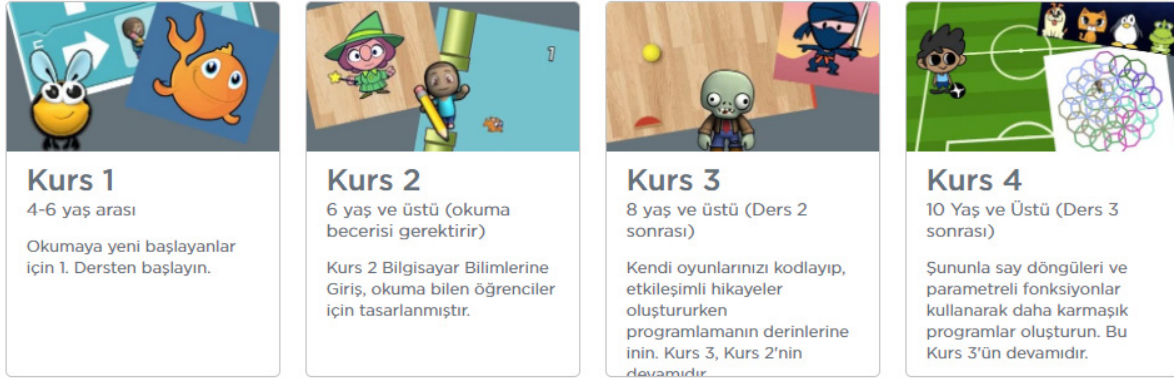 E
1
Kurs 1
4-6 yaş arası
Okumaya yeni başlayanlar
için 1. Dersten başlayın.
Kurs 2
6 yaş ve üstü (okuma
becerisi gerektirir)
Kurs 2 Bilgisayar Bilimlerine
Giriş, okuma bilen öğrenciler
için tasarlanmıştır.
Kurs 3
8 yaş ve üstü (Ders 2
sonrası)
Kendi oyunlarınızı kodlayıp,
etkileşimli hikayeler
oluştururken
programlamanın derinlerine
inin. Kurs 3, Kurs 2'nin
devamıdır
Kurs 4
10 Yaş ve Üstü (Ders 3
sonrası)
Şununla say döngüleri ve
parametreli fonksiyonlar
kullanarak daha karmaşık
programlar oluşturun. Bu
Kurs 3'ün devamıdır.